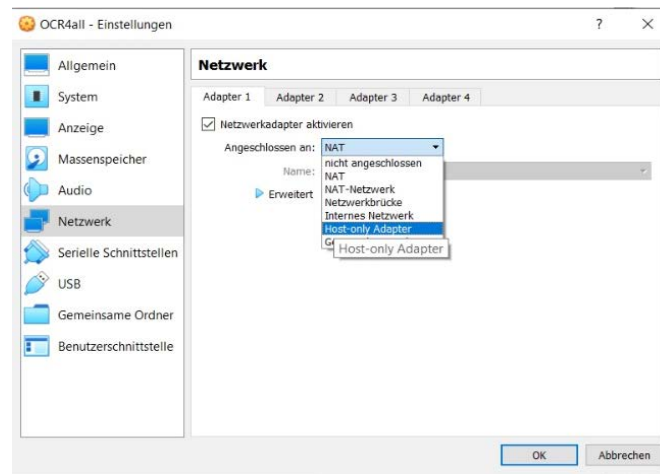 OCR4all - Einstellungen
?
Allgemein
System
Anzeige
Massenspeicher
Audio
Netzwerk
Serielle Schnittstellen
USB
Gemeinsame Ordner
Benutzerschnittstelle
Netzwerk
Adapter 1 Adapter 2 Adapter 3 Adapter 4
Netzwerkadapter aktivieren
Angeschlossen an: NAT
nicht angeschlossen
Name:
NAT
Erweitert
NAT-Netzwerk
Netzwerkbrücke
Internes Netzwerk
Host-only Adapter
Host-only Adapter
OK Abbrechen